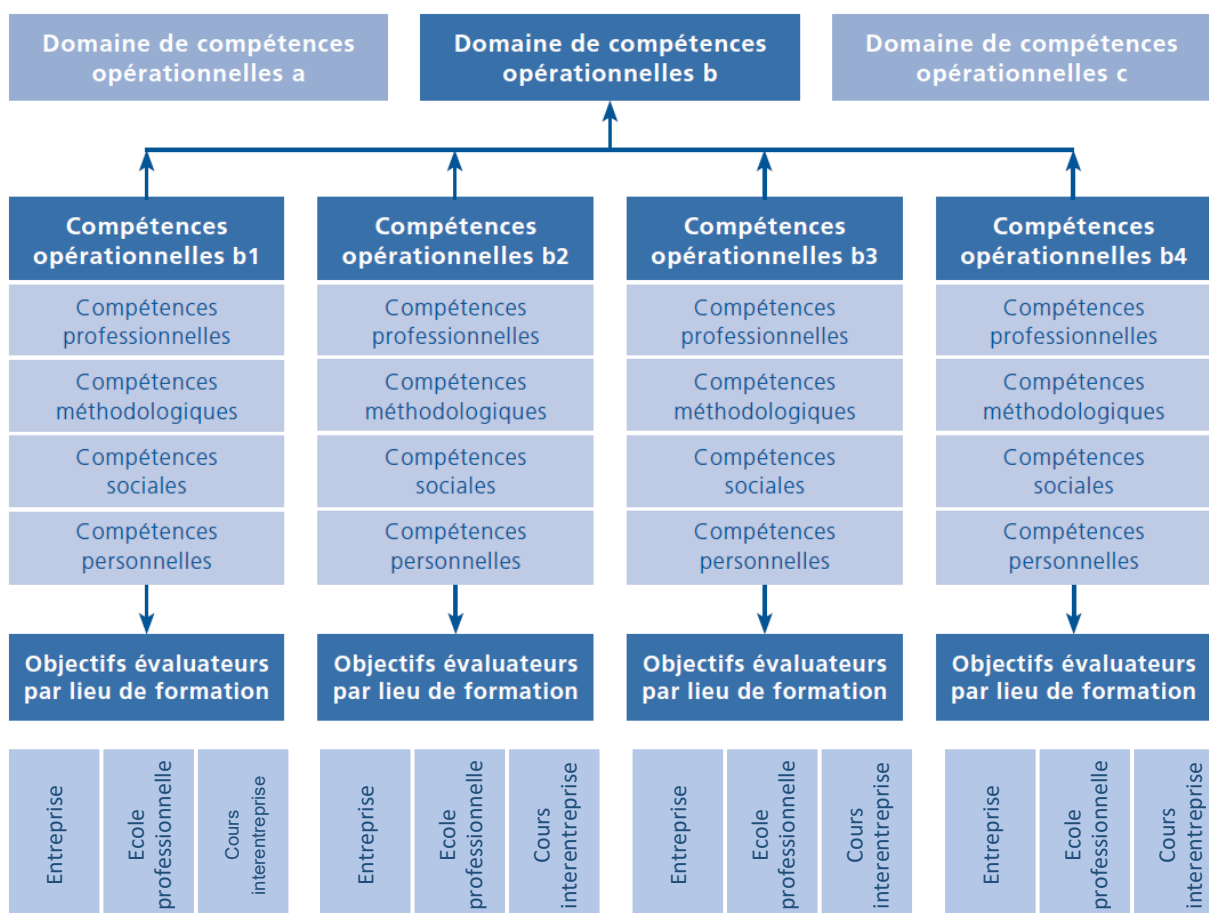 Domaine de compétences
opérationnelles a
Domaine de compétences
opérationnelles b
Domaine de compétences
opérationnelles c
Compétences
opérationnelles b1
Compétences
opérationnelles b2
Compétences
opérationnelles b3
Compétences
opérationnelles b4
Compétences
professionnelles
Compétences
professionnelles
Compétences
professionnelles
Compétences
professionnelles
Compétences
méthodologiques
Compétences
méthodologiques
Compétences
méthodologiques
Compétences
méthodologiques
Compétences
sociales
Compétences
sociales
Compétences
sociales
Compétences
sociales
Compétences
personnelles
Compétences
personnelles
Compétences
personnelles
Compétences
personnelles
Objectifs évaluateurs
par lieu de formation
Objectifs évaluateurs
par lieu de formation
Objectifs évaluateurs
par lieu de formation
Objectifs évaluateurs
par lieu de formation
Entreprise
Ecole
professionnelle
Cours
interentreprise
Entreprise
Ecole
professionnelle
Cours
interentreprise
Entreprise
Ecole
professionnelle
Cours
interentreprise
Entreprise
Ecole
professionnelle
Cours
interentreprise